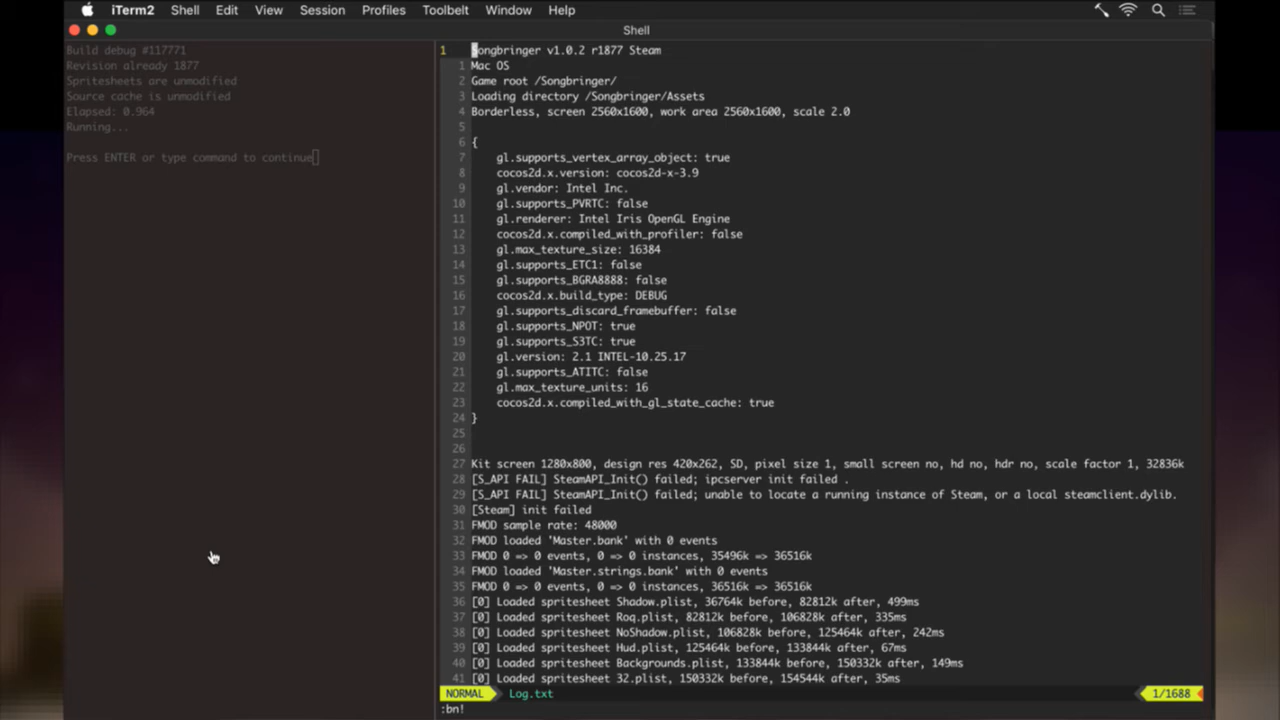 iTerm2 Shell Edit View Session Profiles Toolbelt Window Help
Shell
Build debug #117771
Revision already 1877
Spritesheets are unmodified
Source cache is unmodified
Elapsed: 0.964
Running...
Press ENTER or type command to continue
1 Songbringer v1.0.2 r1877 Steam
1 Mac OS
2 Game root /Songbringer/
3 Loading directory /Songbringer/Assets
4 Borderless, screen 2560x1600, work area 2560x1600, scale 2.0
5
6 {
7 gl.supports_vertex_array_object: true
8 cocos2d.x.version: cocos2d-x-3.9
9 gl.vendor: Intel Inc.
10 gl.supports_PVRTC: false
11 gl.renderer: Intel Iris OpenGL Engine
12 cocos2d.x.compiled_with_profiler: false
13 gl.max_texture_size: 16384
14 gl.supports_ETC1: false
15 gl.supports_BGRA8888: false
16 cocos2d.x.build_type: DEBUG
17 gl.supports_discard_framebuffer: false
18 gl.supports_NPOT: true
19 gl.supports_S3TC: true
20 gl.version: 2.1 INTEL-10.25.17
21 gl.supports_ATITC: false
22 gl.max_texture_units: 16
23 cocos2d.x.compiled_with_gl_state_cache: true
24 }
25
26
27 Kit screen 1280x800, design res 420x262, SD, pixel size 1, small screen no, hd no, hdr no, scale factor 1, 32836k
28 [S_API FAIL] SteamAPI_Init() failed; ipcserver init failed .
29 [S_API FAIL] SteamAPI_Init() failed; unable to locate a running instance of Steam, or a local steamclient.dylib.
30 [Steam] init failed
31 FMOD sample rate: 48000
32 FMOD loaded 'Master.bank' with 0 events
33 FMOD 0 => 0 events, 0 => 0 instances, 35496k => 36516k
34 FMOD loaded 'Master.strings.bank' with 0 events
35 FMOD 0 => 0 events, 0 => 0 instances, 36516k => 36516k
36 [0] Loaded spritesheet Shadow.plist, 36764k before, 82812k after, 499ms
37 [0] Loaded spritesheet Roq.plist, 82812k before, 106828k after, 335ms
38 [0] Loaded spritesheet NoShadow.plist, 106828k before, 125464k after, 242ms
39 [0] Loaded spritesheet Hud.plist, 125464k before, 133844k after, 67ms
40 [0] Loaded spritesheet Backgrounds.plist, 133844k before, 150332k after, 149ms
41 [0] Loaded spritesheet 32.plist, 150332k before, 154544k after, 35ms
NORMAL Log.txt 1/1688
:bn!